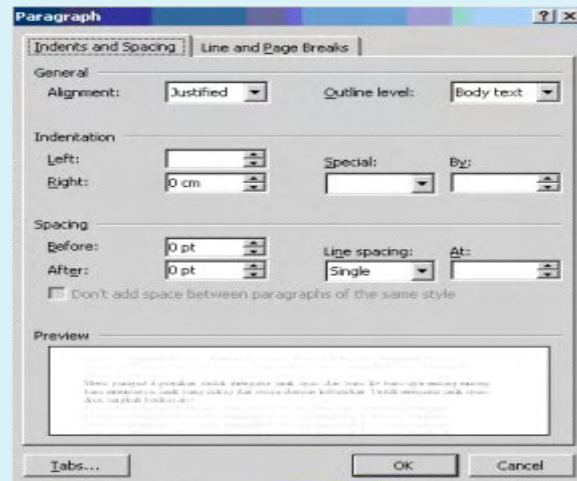 Paragraph
Indents and Spacing
Line and Page Breaks
General
Alignment: Justified Outline level: Body text
Indentation
Left: Special: By:
Right: 0 cm
Spacing
Before: 0 pt Line spacing: At:
After: 0 pt Single
Don't add space between paragraphs of the same style
Preview
Tabs... OK Cancel